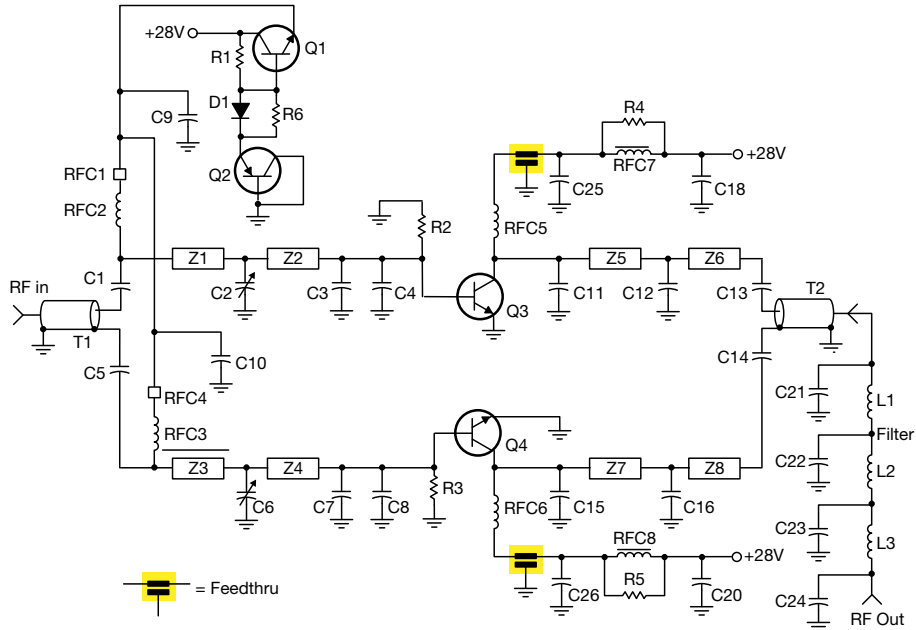 +28V
R1
Q1
D1
R6
C9
Q2
RFC1
RFC2
R4
RFC7
+28V
C25
C18
R2
RFC5
Z1
Z2
Z5
Z6
C1
RF in
C2
C3
C4
Q3
C11
C12
C13
T2
T1
C5
C10
C14
RFC4
RFC3
C21
L1
Filter
Q4
Z3
Z4
Z7
Z8
C22
L2
C6
C7
C8
R3
RFC6
C15
C16
C23
L3
RFC8
+28V
= Feedthru
C26
R5
C20
C24
RF Out